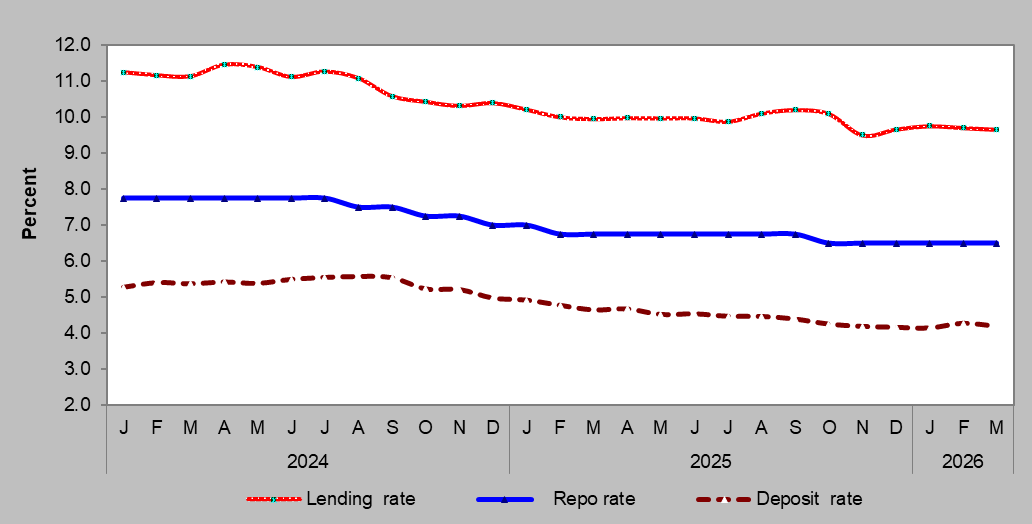 12.0
11.0
10.0
9.0
8.0
7.0
6.0
5.0
4.0
3.0
2.0
Percent
J F M A M J J A S O N D J F M A M J J A S O N D J F M
2024 2025 2026
Lending rate Repo rate Deposit rate